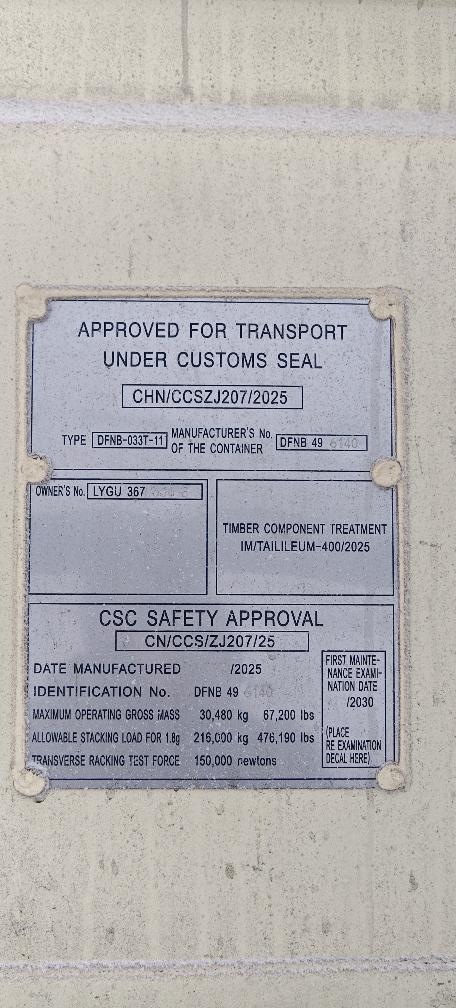 APPROVED FOR TRANSPORT
UNDER CUSTOMS SEAL
CHN/CCSZJ207/2025
TYPE DFNB-033T-11 MANUFACTURER'S No. OF THE CONTAINER DFNB 49
OWNER'S No. LYGU 367
TIMBER COMPONENT TREATMENT
IM/TAILILEUM-400/2025
CSC SAFETY APPROVAL
CN/CCS/ZJ207/25
DATE MANUFACTURED /2025
IDENTIFICATION No. DFNB 49
MAXIMUM OPERATING GROSS MASS 30,480 kg 67,200 lbs
ALLOWABLE STACKING LOAD FOR 1.8g 216,000 kg 476,190 lbs
TRANSVERSE RACKING TEST FORCE 150,000 newtons
FIRST MAINTE-
NANCE EXAMI-
NATION DATE
/2030
(PLACE
RE EXAMINATION
DECAL HERE)